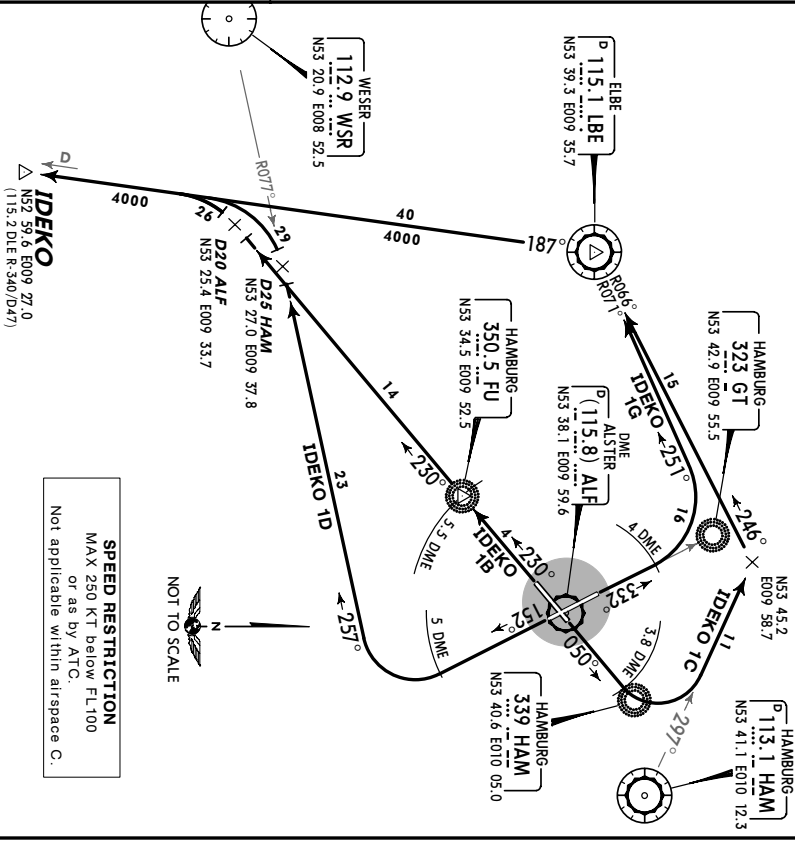 HAMBURG
D 113.1 HAM
N53 41.1 E010 12.3
297°
N53 45.2
E009 58.7
246°
IDEKO 1C
11
HAMBURG
323 GT
N53 42.9 E009 55.5
15
ELBE
D 115.1 LBE
N53 39.3 E009 35.7
R066°
R071°
187°
IDEKO
1G
251°
16
4 DME
332°
HAMBURG
339 HAM
N53 40.6 E010 05.0
3.8 DME
050°
DME
ALSTER
D (115.8) ALF
N53 38.1 E009 59.6
152°
230°
4
IDEKO
1B
HAMBURG
350.5 FU
N53 34.5 E009 52.5
5.5 DME
230°
14
5 DME
257°
23
IDEKO 1D
40
4000
WESER
112.9 WSR
N53 20.9 E008 52.5
R077°
29
D25 HAM
N53 27.0 E009 37.8
26
D20 ALF
N53 25.4 E009 33.7
4000
D
IDEKO
N52 59.6 E009 27.0
(115.2 DLE R-340/D47)
N
NOT TO SCALE
SPEED RESTRICTION
MAX 250 KT below FL100
or as by ATC.
Not applicable within airspace C.